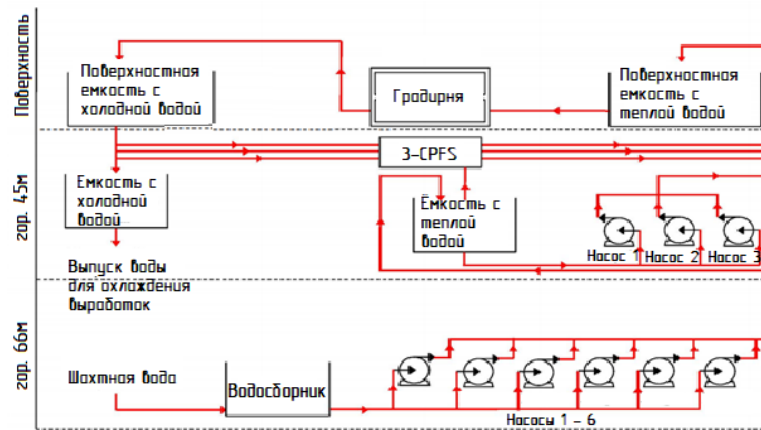 Поверхность
Поверхностная
емкость с
холодной водой
Градирня
Поверхностная
емкость с
теплой водой
гор. 45м
3-CPFS
Емкость с
холодной
водой
Ёмкость с
теплой
водой
Насос 1
Насос 2
Насос 3
Выпуск воды
для охлаждения
выработок
гор. 66м
Шахтная вода
Водосборник
Насосы 1 - 6